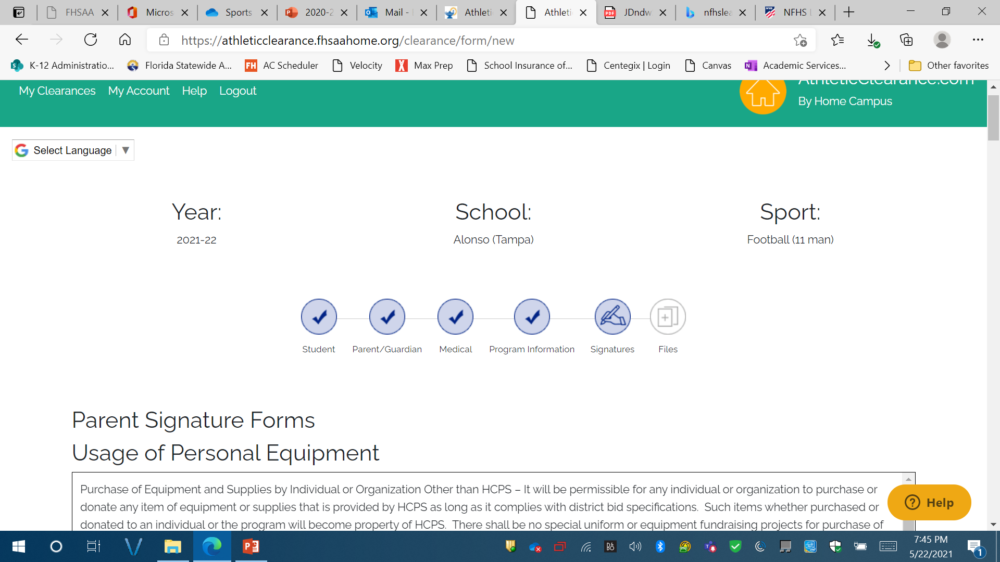 FHSAA
Micros
Sports
2020-2
Mail -
Athleti
Athleti
JDndw
nfhslea
NFHS
https://athleticclearance.fhsaahome.org/clearance/form/new
K-12 Administratio...
Florida Statewide A...
FH AC Scheduler
Velocity
Max Prep
School Insurance of...
Centegix | Login
Canvas
Academic Services...
Other favorites
My Clearances
My Account
Help
Logout
AthleticClearance.com
By Home Campus
Select Language ▼
Year:
School:
Sport:
2021-22
Alonso (Tampa)
Football (11 man)
Student
Parent/Guardian
Medical
Program Information
Signatures
Files
Parent Signature Forms
Usage of Personal Equipment
Purchase of Equipment and Supplies by Individual or Organization Other than HCPS – It will be permissible for any individual or organization to purchase or
donate any item of equipment or supplies that is provided by HCPS as long as it complies with district bid specifications.  Such items whether purchased or
donated to an individual or the program will become property of HCPS.  There shall be no special uniform or equipment fundraising projects for purchase of
Help
7:45 PM
5/22/2021
1